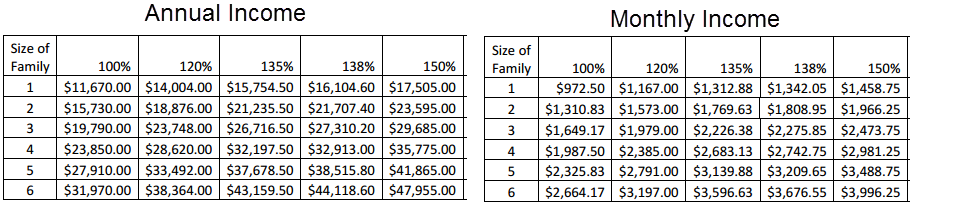 Annual Income
Size of
Family 100% 120% 135% 138% 150%
1 $11,670.00 $14,004.00 $15,754.50 $16,104.60 $17,505.00
2 $15,730.00 $18,876.00 $21,235.50 $21,707.40 $23,595.00
3 $19,790.00 $23,748.00 $26,716.50 $27,310.20 $29,685.00
4 $23,850.00 $28,620.00 $32,197.50 $32,913.00 $35,775.00
5 $27,910.00 $33,492.00 $37,678.50 $38,515.80 $41,865.00
6 $31,970.00 $38,364.00 $43,159.50 $44,118.60 $47,955.00
Monthly Income
Size of
Family 100% 120% 135% 138% 150%
1 $972.50 $1,167.00 $1,312.88 $1,342.05 $1,458.75
2 $1,310.83 $1,573.00 $1,769.63 $1,808.95 $1,966.25
3 $1,649.17 $1,979.00 $2,226.38 $2,275.85 $2,473.75
4 $1,987.50 $2,385.00 $2,683.13 $2,742.75 $2,981.25
5 $2,325.83 $2,791.00 $3,139.88 $3,209.65 $3,488.75
6 $2,664.17 $3,197.00 $3,596.63 $3,676.55 $3,996.25